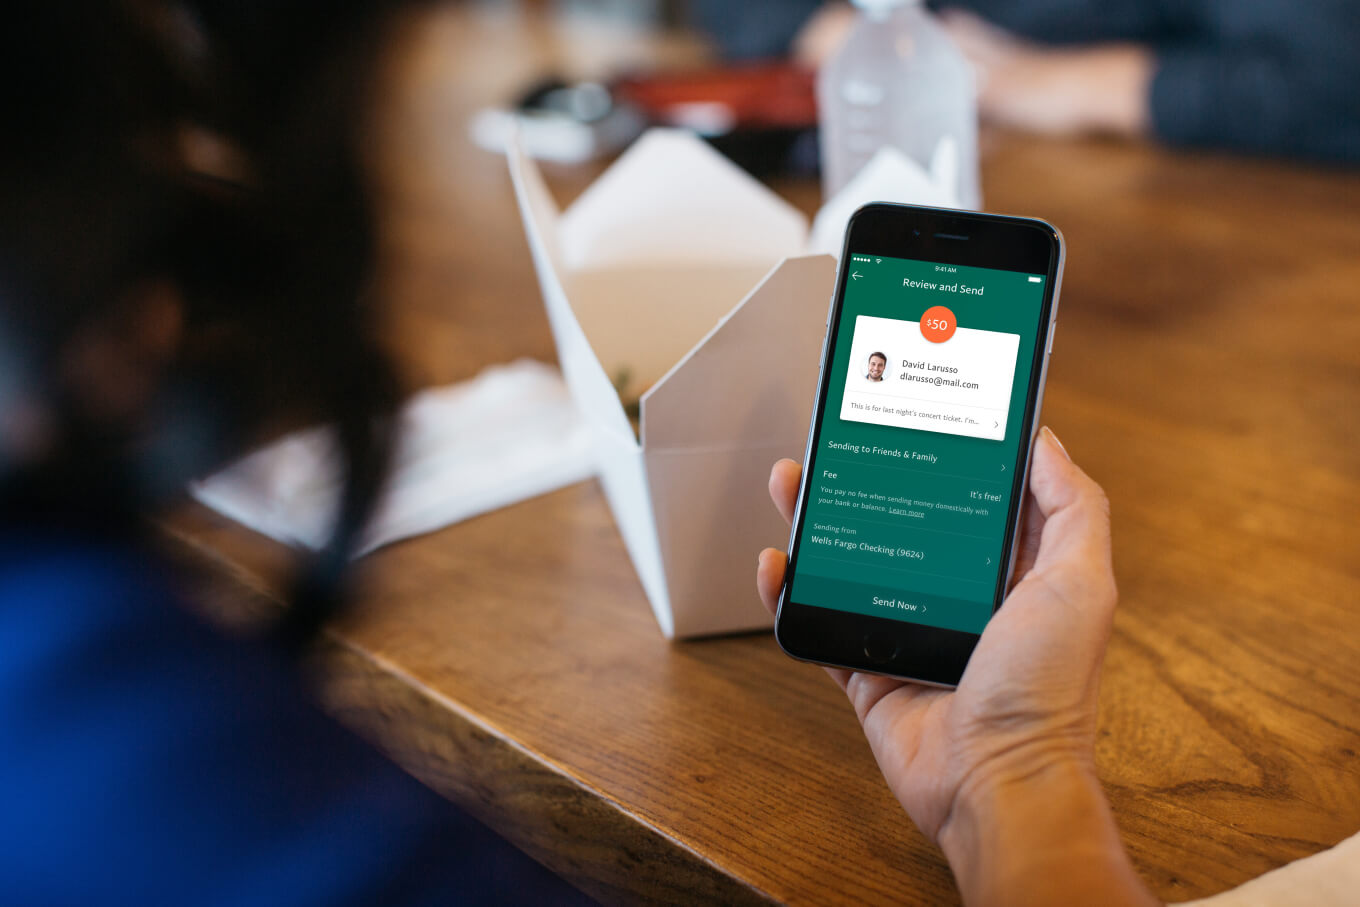 9:41 AM
Review and Send
$50
David Larusso
dlarusso@mail.com
This is for last night's concert ticket. I'm...
Sending to Friends & Family
Fee
It's free!
You pay no fee when sending money domestically with
your bank or balance. Learn more
Sending from
Wells Fargo Checking (9624)
Send Now